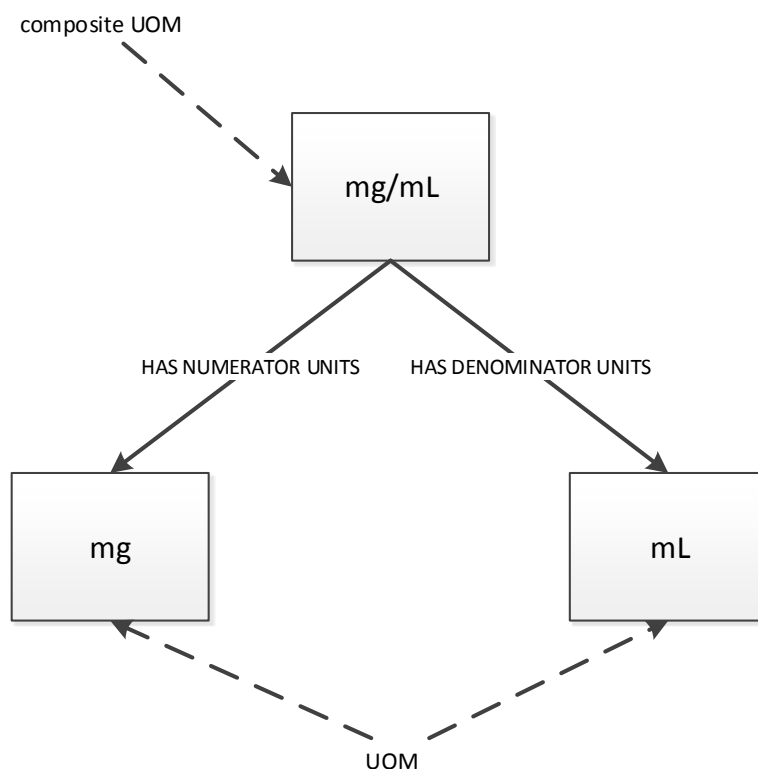 composite UOM
mg/mL
HAS NUMERATOR UNITS
HAS DENOMINATOR UNITS
mg
mL
UOM